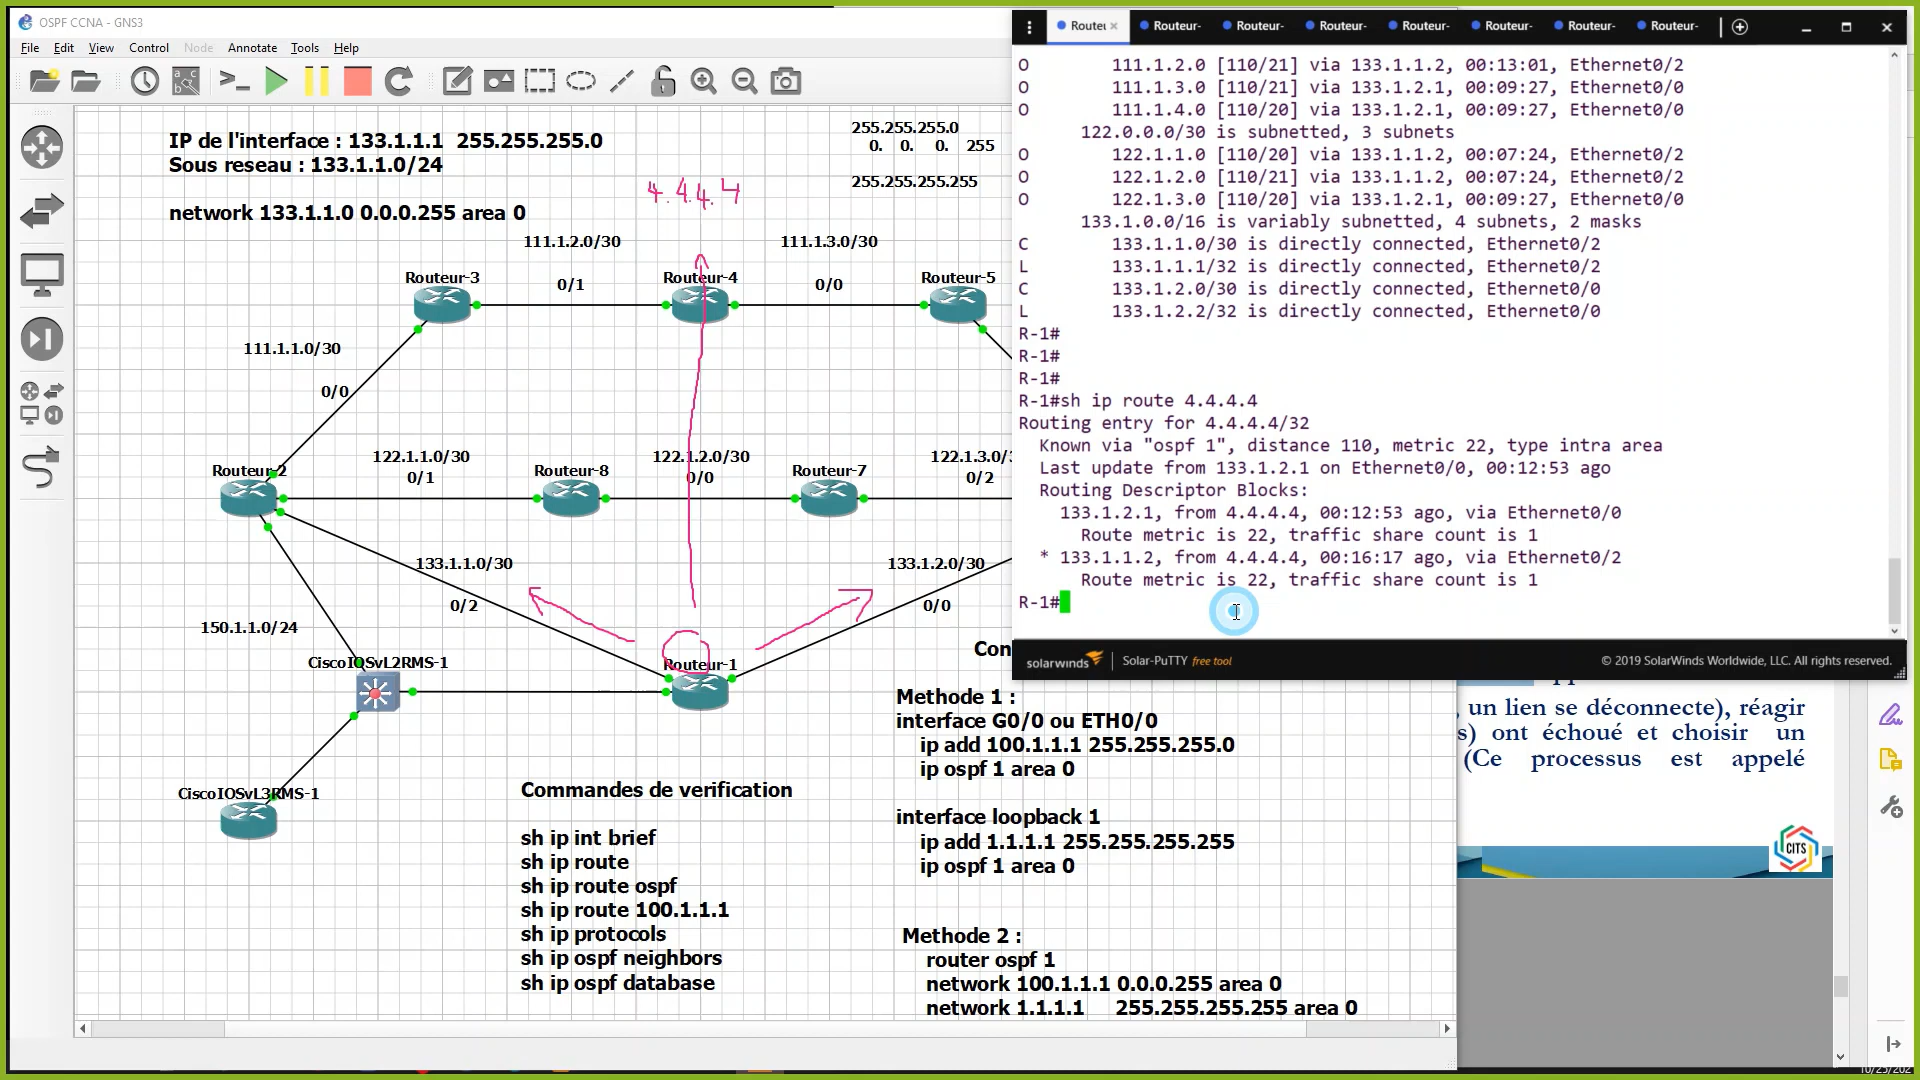 OSPF CCNA - GNS3
File Edit View Control Node Annotate Tools Help
IP de l'interface : 133.1.1.1 255.255.255.0
Sous reseau : 133.1.1.0/24
network 133.1.1.0 0.0.0.255 area 0
255.255.255.0
0. 0. 0. 255
255.255.255.255
4.4.4.4
111.1.2.0/30
111.1.3.0/30
Routeur-3
0/1
Routeur-4
0/0
Routeur-5
111.1.1.0/30
0/0
Routeur-2
122.1.1.0/30
0/1
Routeur-8
122.1.2.0/30
0/0
Routeur-7
122.1.3.0/
0/2
133.1.1.0/30
0/2
133.1.2.0/30
0/0
150.1.1.0/24
CiscoIOSvL2RMS-1
Routeur-1
CiscoIOSvL3RMS-1
Con
Commandes de verification
sh ip int brief
sh ip route
sh ip route ospf
sh ip route 100.1.1.1
sh ip protocols
sh ip ospf neighbors
sh ip ospf database
Methode 1 :
interface G0/0 ou ETH0/0
ip add 100.1.1.1 255.255.255.0
ip ospf 1 area 0
interface loopback 1
ip add 1.1.1.1 255.255.255.255
ip ospf 1 area 0
Methode 2 :
router ospf 1
network 100.1.1.1 0.0.0.255 area 0
network 1.1.1.1 255.255.255.255 area 0
Routeu Routeur- Routeur- Routeur- Routeur- Routeur- Routeur- Routeur-
O 111.1.2.0 [110/21] via 133.1.1.2, 00:13:01, Ethernet0/2
O 111.1.3.0 [110/21] via 133.1.2.1, 00:09:27, Ethernet0/0
O 111.1.4.0 [110/20] via 133.1.2.1, 00:09:27, Ethernet0/0
122.0.0.0/30 is subnetted, 3 subnets
O 122.1.1.0 [110/20] via 133.1.1.2, 00:07:24, Ethernet0/2
O 122.1.2.0 [110/21] via 133.1.1.2, 00:07:24, Ethernet0/2
O 122.1.3.0 [110/20] via 133.1.2.1, 00:09:27, Ethernet0/0
133.1.0.0/16 is variably subnetted, 4 subnets, 2 masks
C 133.1.1.0/30 is directly connected, Ethernet0/2
L 133.1.1.1/32 is directly connected, Ethernet0/2
C 133.1.2.0/30 is directly connected, Ethernet0/0
L 133.1.2.2/32 is directly connected, Ethernet0/0
R-1#
R-1#
R-1#
R-1#sh ip route 4.4.4.4
Routing entry for 4.4.4.4/32
Known via "ospf 1", distance 110, metric 22, type intra area
Last update from 133.1.2.1 on Ethernet0/0, 00:12:53 ago
Routing Descriptor Blocks:
133.1.2.1, from 4.4.4.4, 00:12:53 ago, via Ethernet0/0
Route metric is 22, traffic share count is 1
* 133.1.1.2, from 4.4.4.4, 00:16:17 ago, via Ethernet0/2
Route metric is 22, traffic share count is 1
R-1#
solarwinds Solar-PuTTY free tool © 2019 SolarWinds Worldwide, LLC. All rights reserved.
, un lien se déconnecte), réagir
s) ont échoué et choisir un
(Ce processus est appelé
CITS